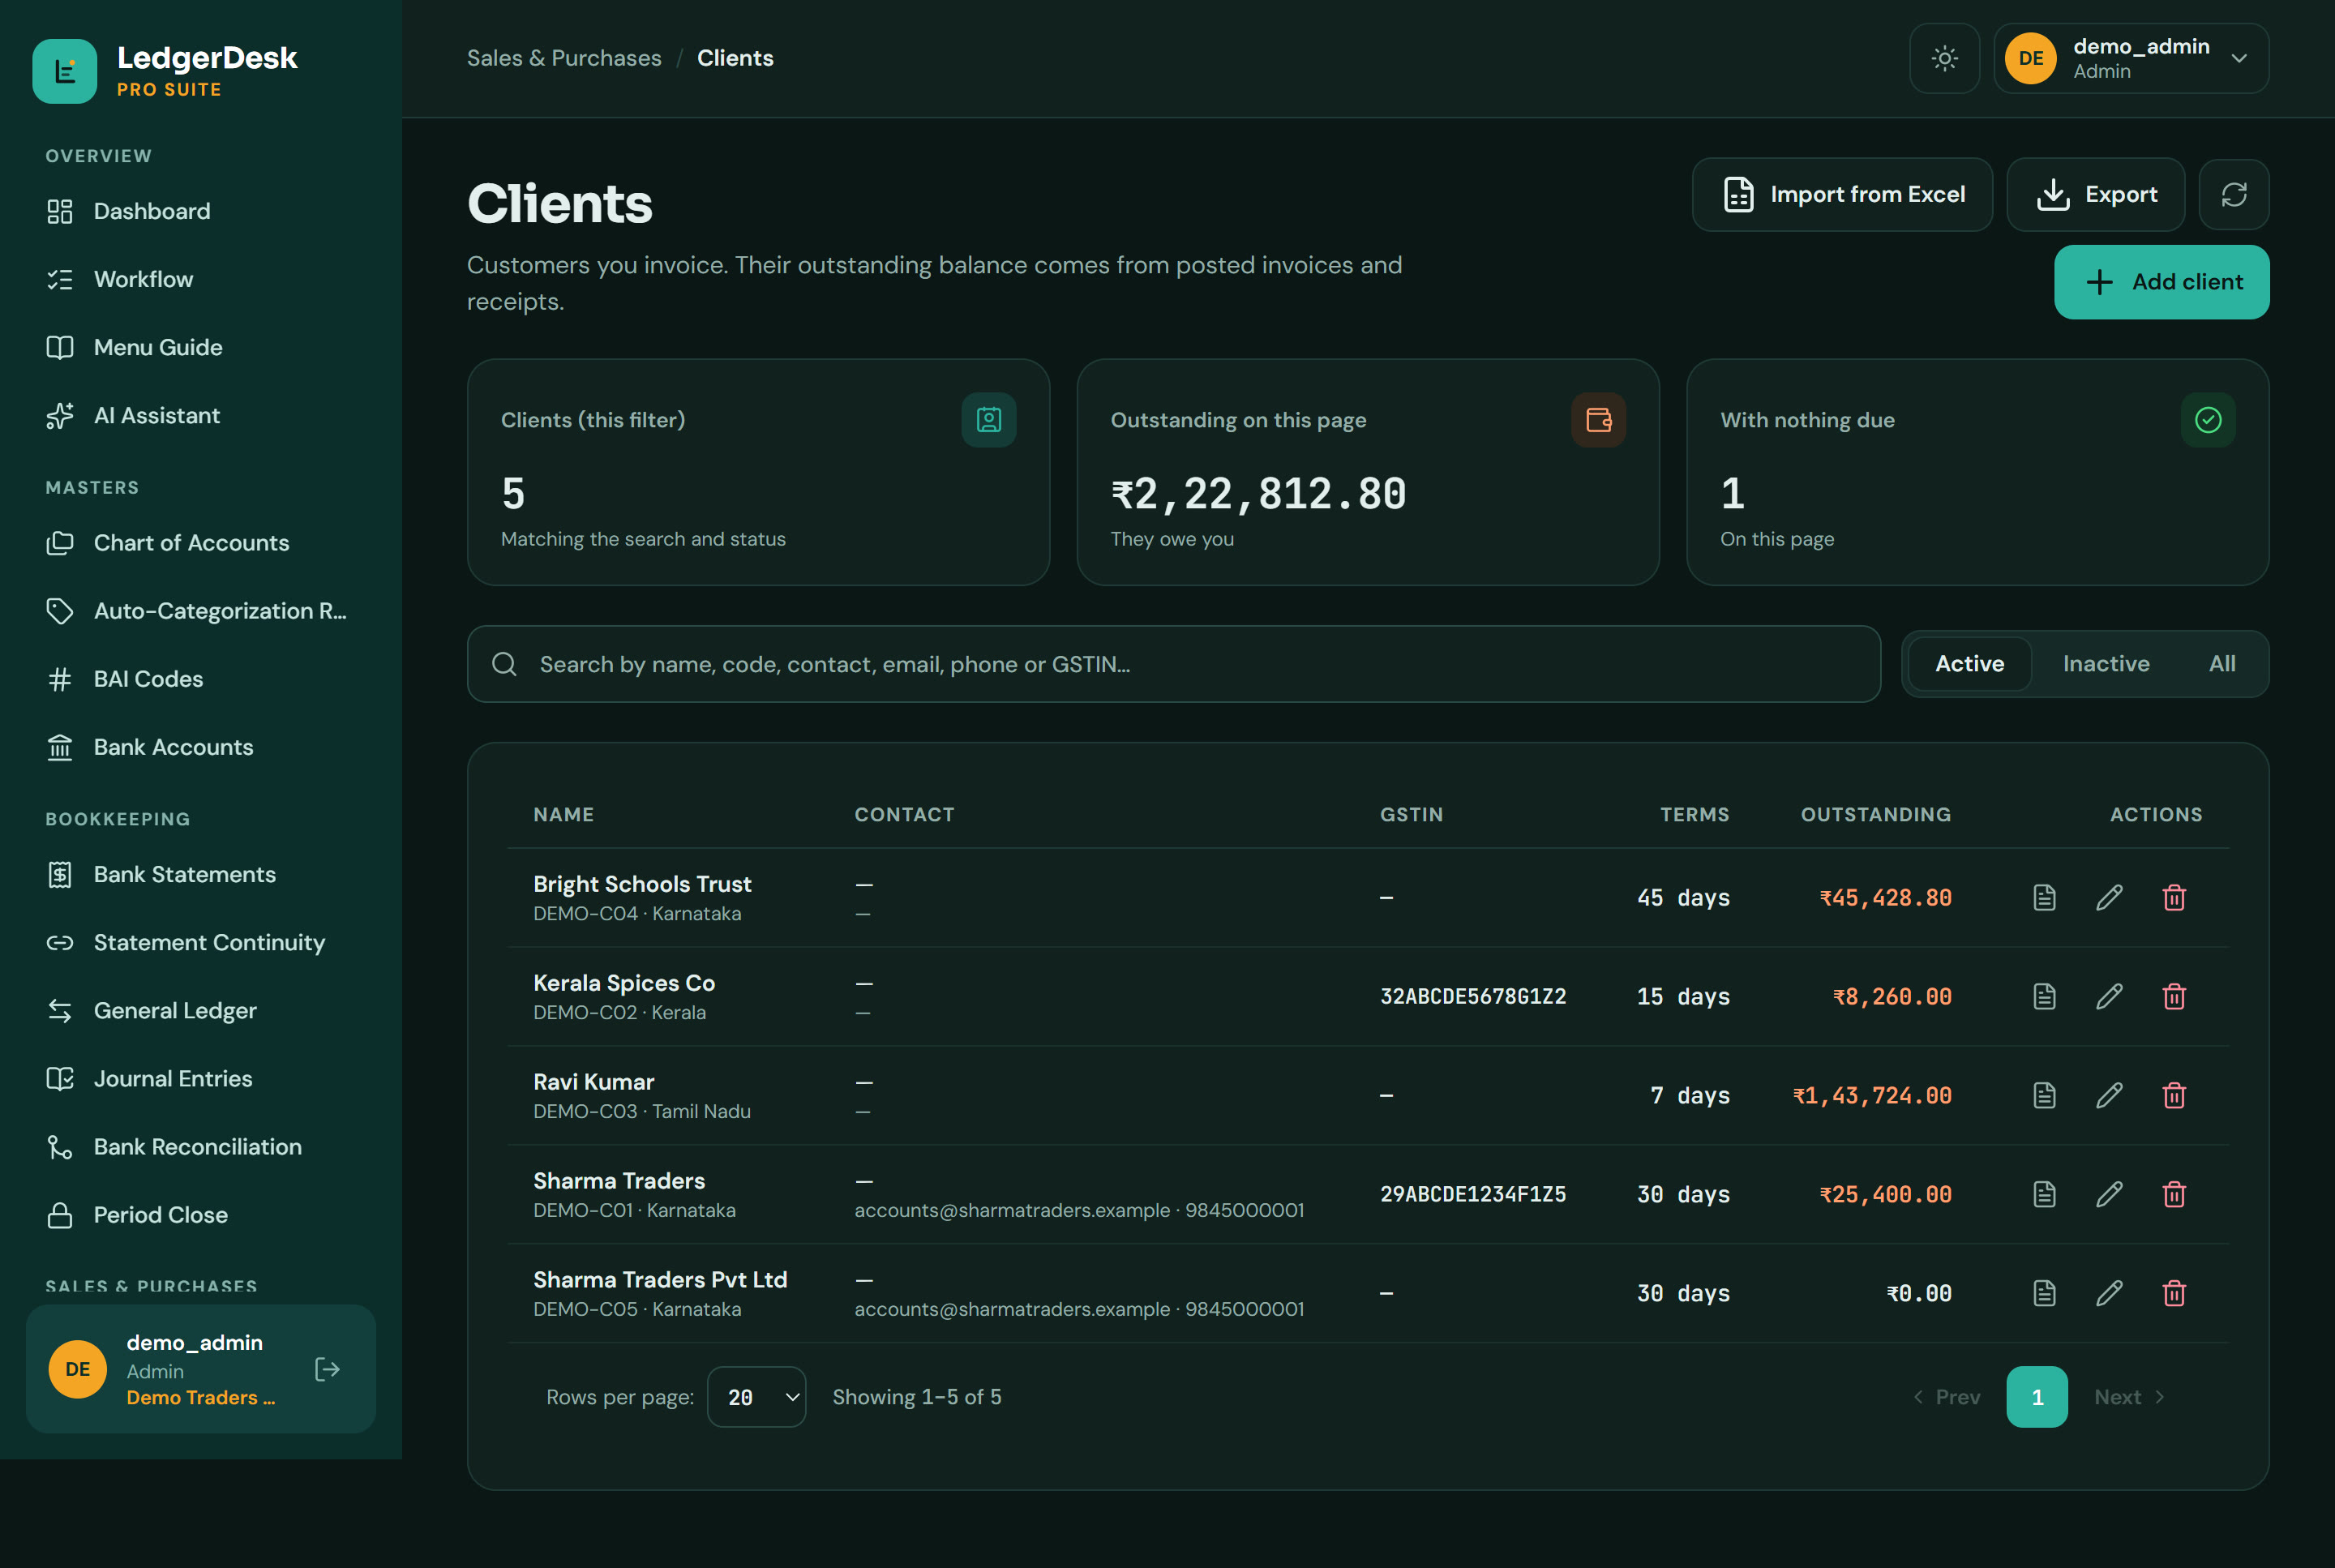 LedgerDesk
PRO SUITE
OVERVIEW
Dashboard
Workflow
Menu Guide
AI Assistant
MASTERS
Chart of Accounts
Auto-Categorization R...
BAI Codes
Bank Accounts
BOOKKEEPING
Bank Statements
Statement Continuity
General Ledger
Journal Entries
Bank Reconciliation
Period Close
SALES & PURCHASES
DE
demo_admin
Admin
Demo Traders ...
Sales & Purchases / Clients
DE
demo_admin
Admin
Clients
Customers you invoice. Their outstanding balance comes from posted invoices and
receipts.
Import from Excel
Export
Add client
Clients (this filter)
5
Matching the search and status
Outstanding on this page
₹2,22,812.80
They owe you
With nothing due
1
On this page
Search by name, code, contact, email, phone or GSTIN...
Active Inactive All
NAME CONTACT GSTIN TERMS OUTSTANDING ACTIONS
Bright Schools Trust — — 45 days ₹45,428.80
DEMO-C04 · Karnataka —
Kerala Spices Co — 32ABCDE5678G1Z2 15 days ₹8,260.00
DEMO-C02 · Kerala —
Ravi Kumar — — 7 days ₹1,43,724.00
DEMO-C03 · Tamil Nadu —
Sharma Traders — 29ABCDE1234F1Z5 30 days ₹25,400.00
DEMO-C01 · Karnataka accounts@sharmatraders.example · 9845000001
Sharma Traders Pvt Ltd — — 30 days ₹0.00
DEMO-C05 · Karnataka accounts@sharmatraders.example · 9845000001
Rows per page: 20 Showing 1–5 of 5 Prev 1 Next